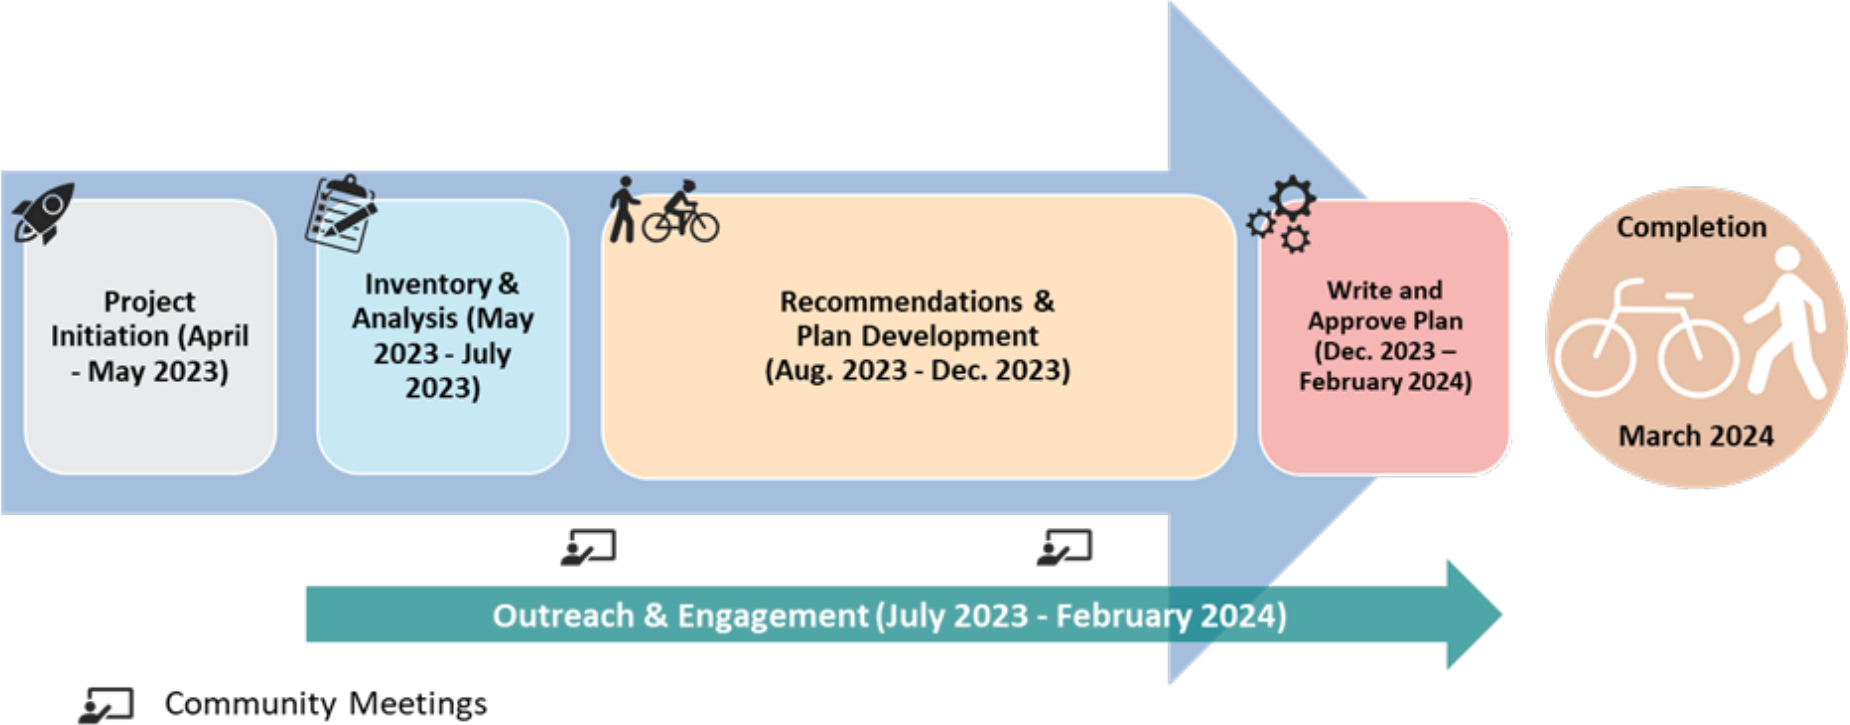 Project
Initiation (April
- May 2023)
Inventory &
Analysis (May
2023 - July
2023)
Recommendations &
Plan Development
(Aug. 2023 - Dec. 2023)
Write and
Approve Plan
(Dec. 2023 –
February 2024)
Completion
March 2024
Outreach & Engagement (July 2023 - February 2024)
Community Meetings